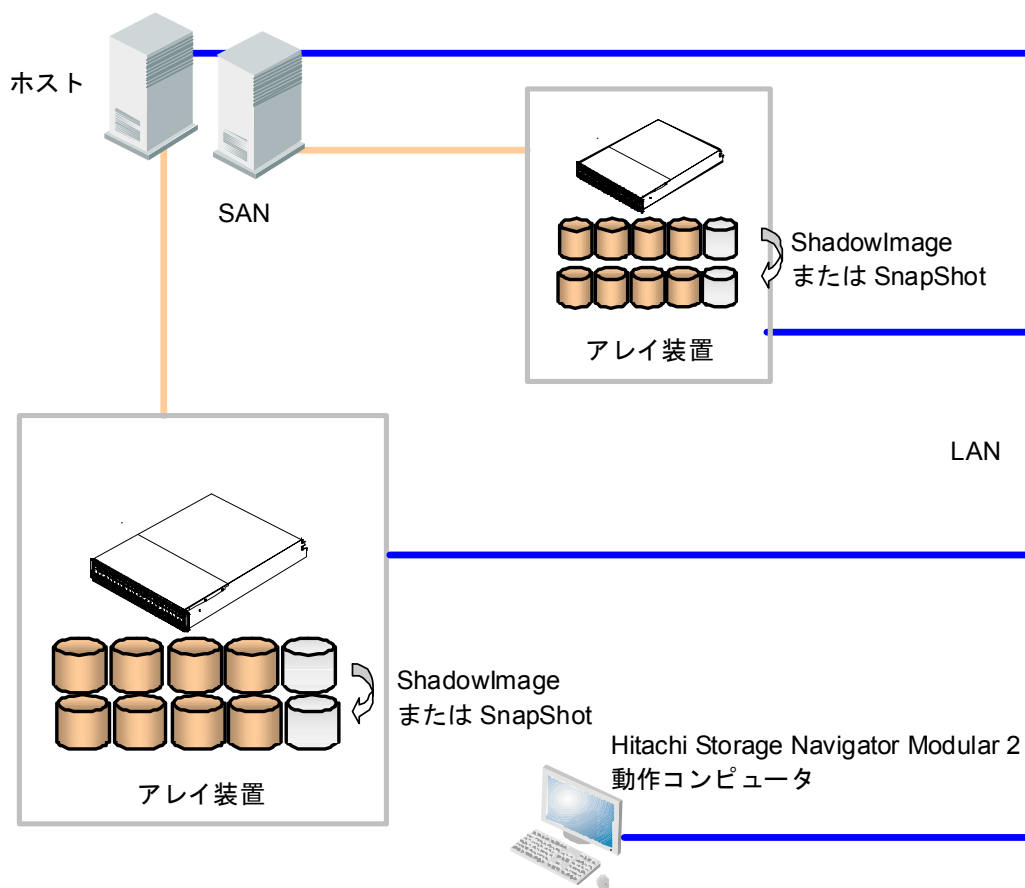 ホスト
SAN
ShadowImage
または SnapShot
アレイ装置
LAN
ShadowImage
または SnapShot
アレイ装置
Hitachi Storage Navigator Modular 2
動作コンピュータ